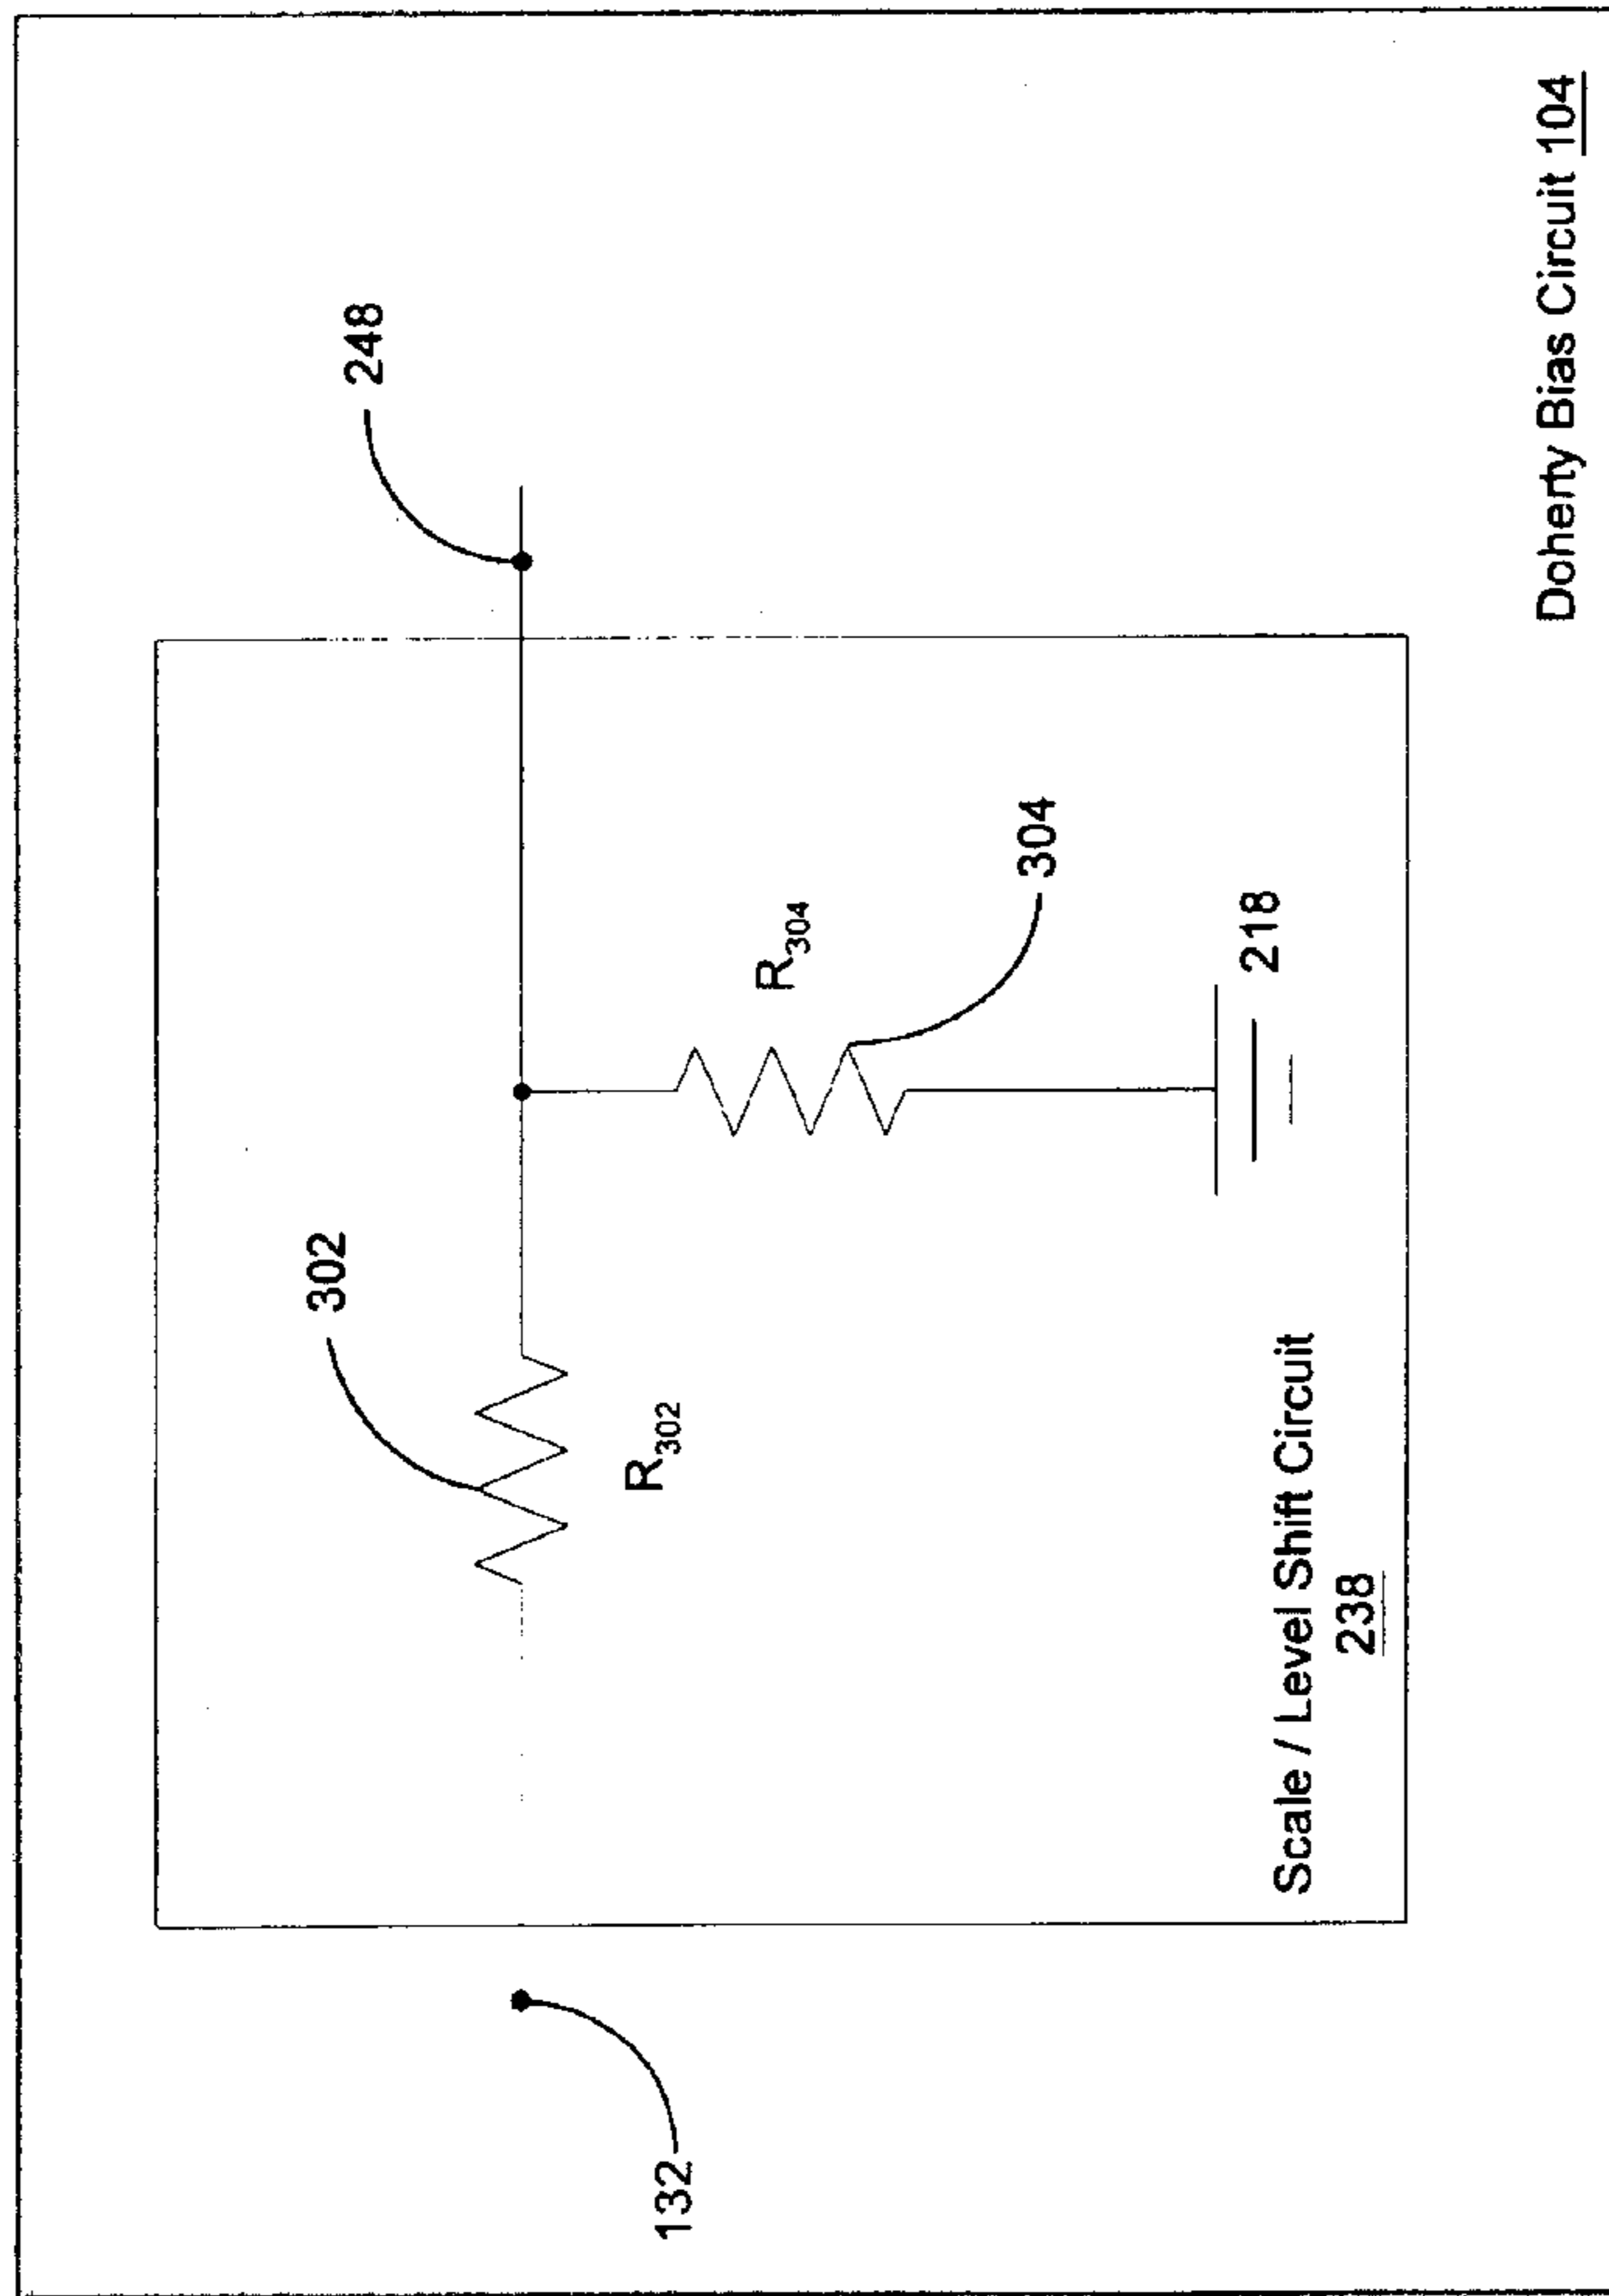 248
302
R302
R304
304
132
218
Scale / Level Shift Circuit
238
Doherty Bias Circuit 104